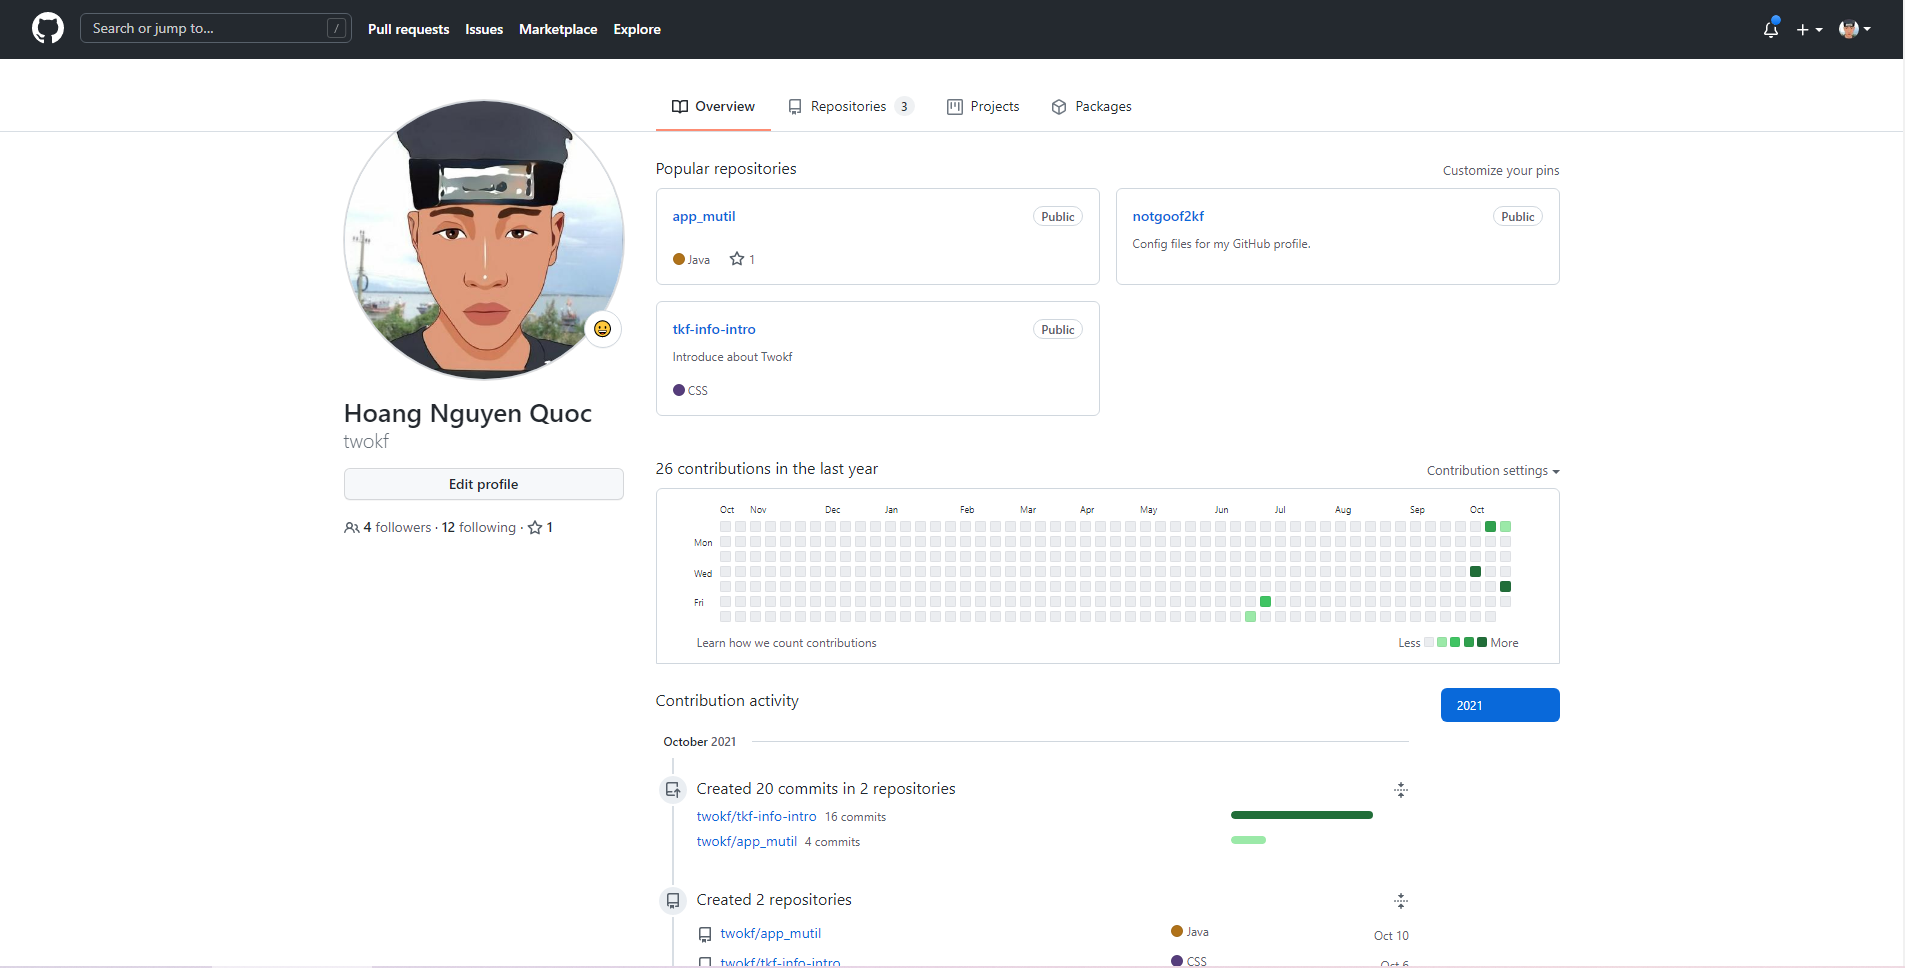 Search or jump to...
/
Pull requests
Issues
Marketplace
Explore
Overview
Repositories 3
Projects
Packages
Hoang Nguyen Quoc
twokf
Edit profile
4 followers · 12 following · 1
Popular repositories
Customize your pins
app_mutil
Public
Java
1
notgoof2kf
Public
Config files for my GitHub profile.
tkf-info-intro
Public
Introduce about Twokf
CSS
26 contributions in the last year
Contribution settings
Oct Nov Dec Jan Feb Mar Apr May Jun Jul Aug Sep Oct
Mon
Wed
Fri
Learn how we count contributions
Less
More
Contribution activity
2021
October 2021
Created 20 commits in 2 repositories
twokf/tkf-info-intro 16 commits
twokf/app_mutil 4 commits
Created 2 repositories
twokf/app_mutil
Java
Oct 10
twokf/tkf-info-intro
CSS
Oct 6